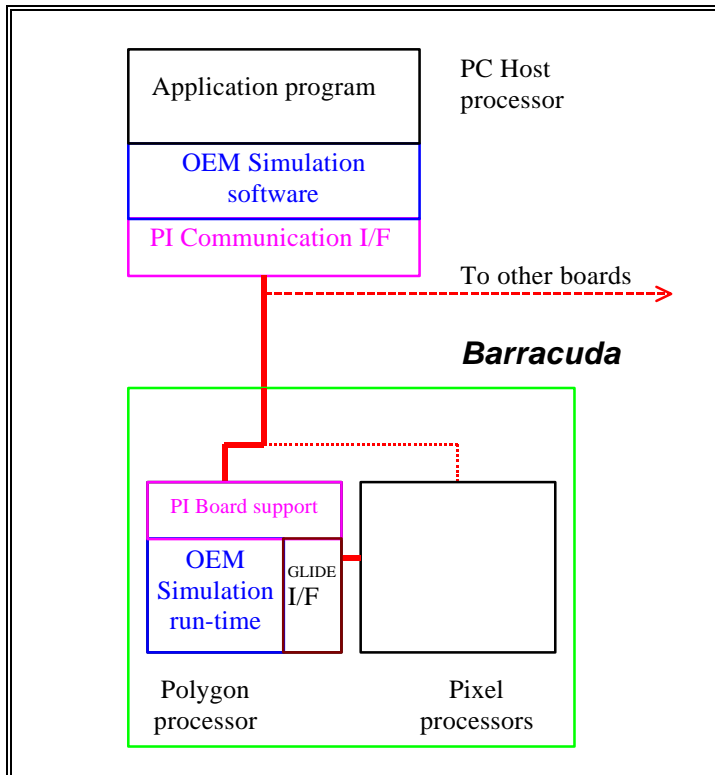 Application program
PC Host
processor
OEM Simulation
software
PI Communication I/F
To other boards
Barracuda
PI Board support
OEM
Simulation
run-time
GLIDE
I/F
Polygon
processor
Pixel
processors